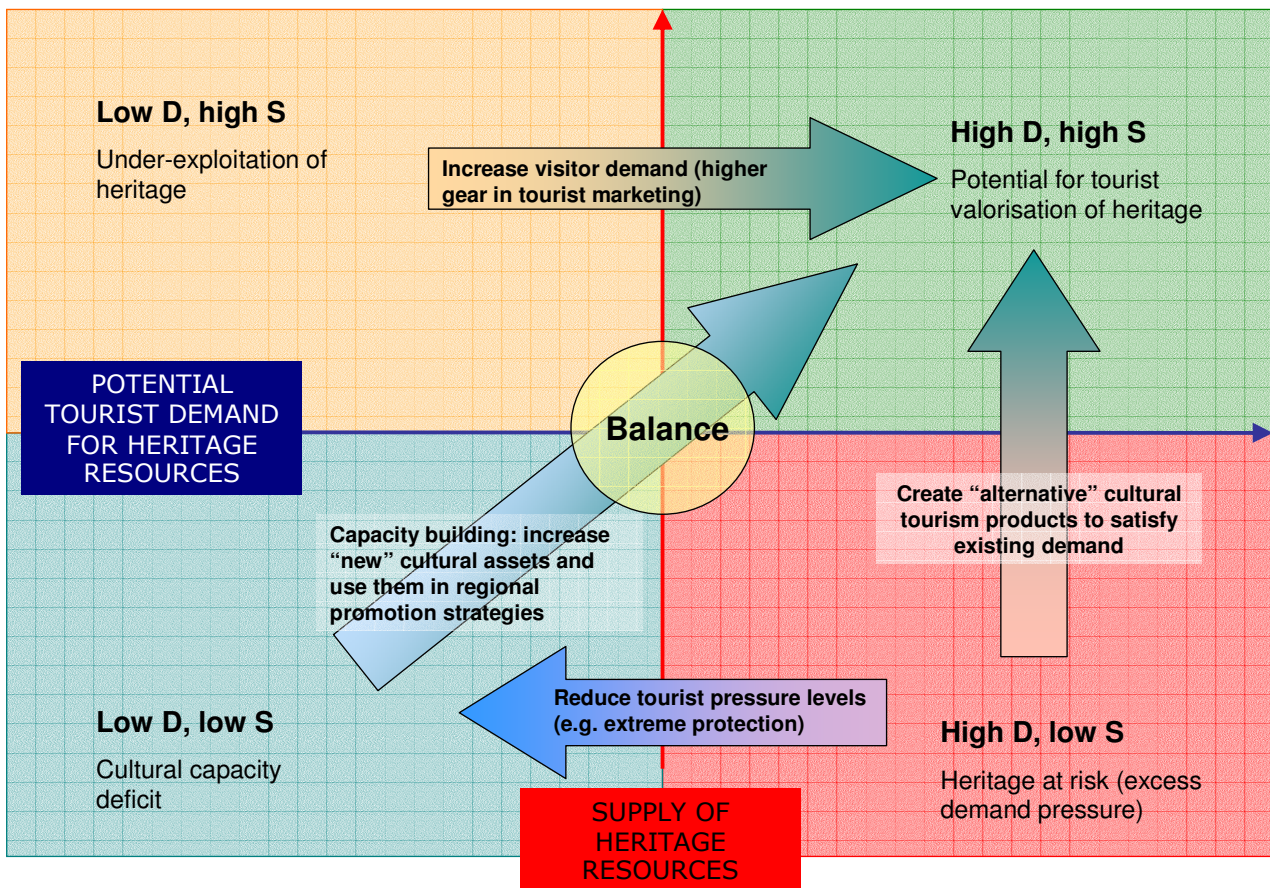 Low D, high S
Under-exploitation of
heritage
Increase visitor demand (higher
gear in tourist marketing)
High D, high S
Potential for tourist
valorisation of heritage
POTENTIAL
TOURIST DEMAND
FOR HERITAGE
RESOURCES
Balance
Capacity building: increase
“new” cultural assets and
use them in regional
promotion strategies
Create “alternative” cultural
tourism products to satisfy
existing demand
Low D, low S
Cultural capacity
deficit
Reduce tourist pressure levels
(e.g. extreme protection)
High D, low S
Heritage at risk (excess
demand pressure)
SUPPLY OF
HERITAGE
RESOURCES